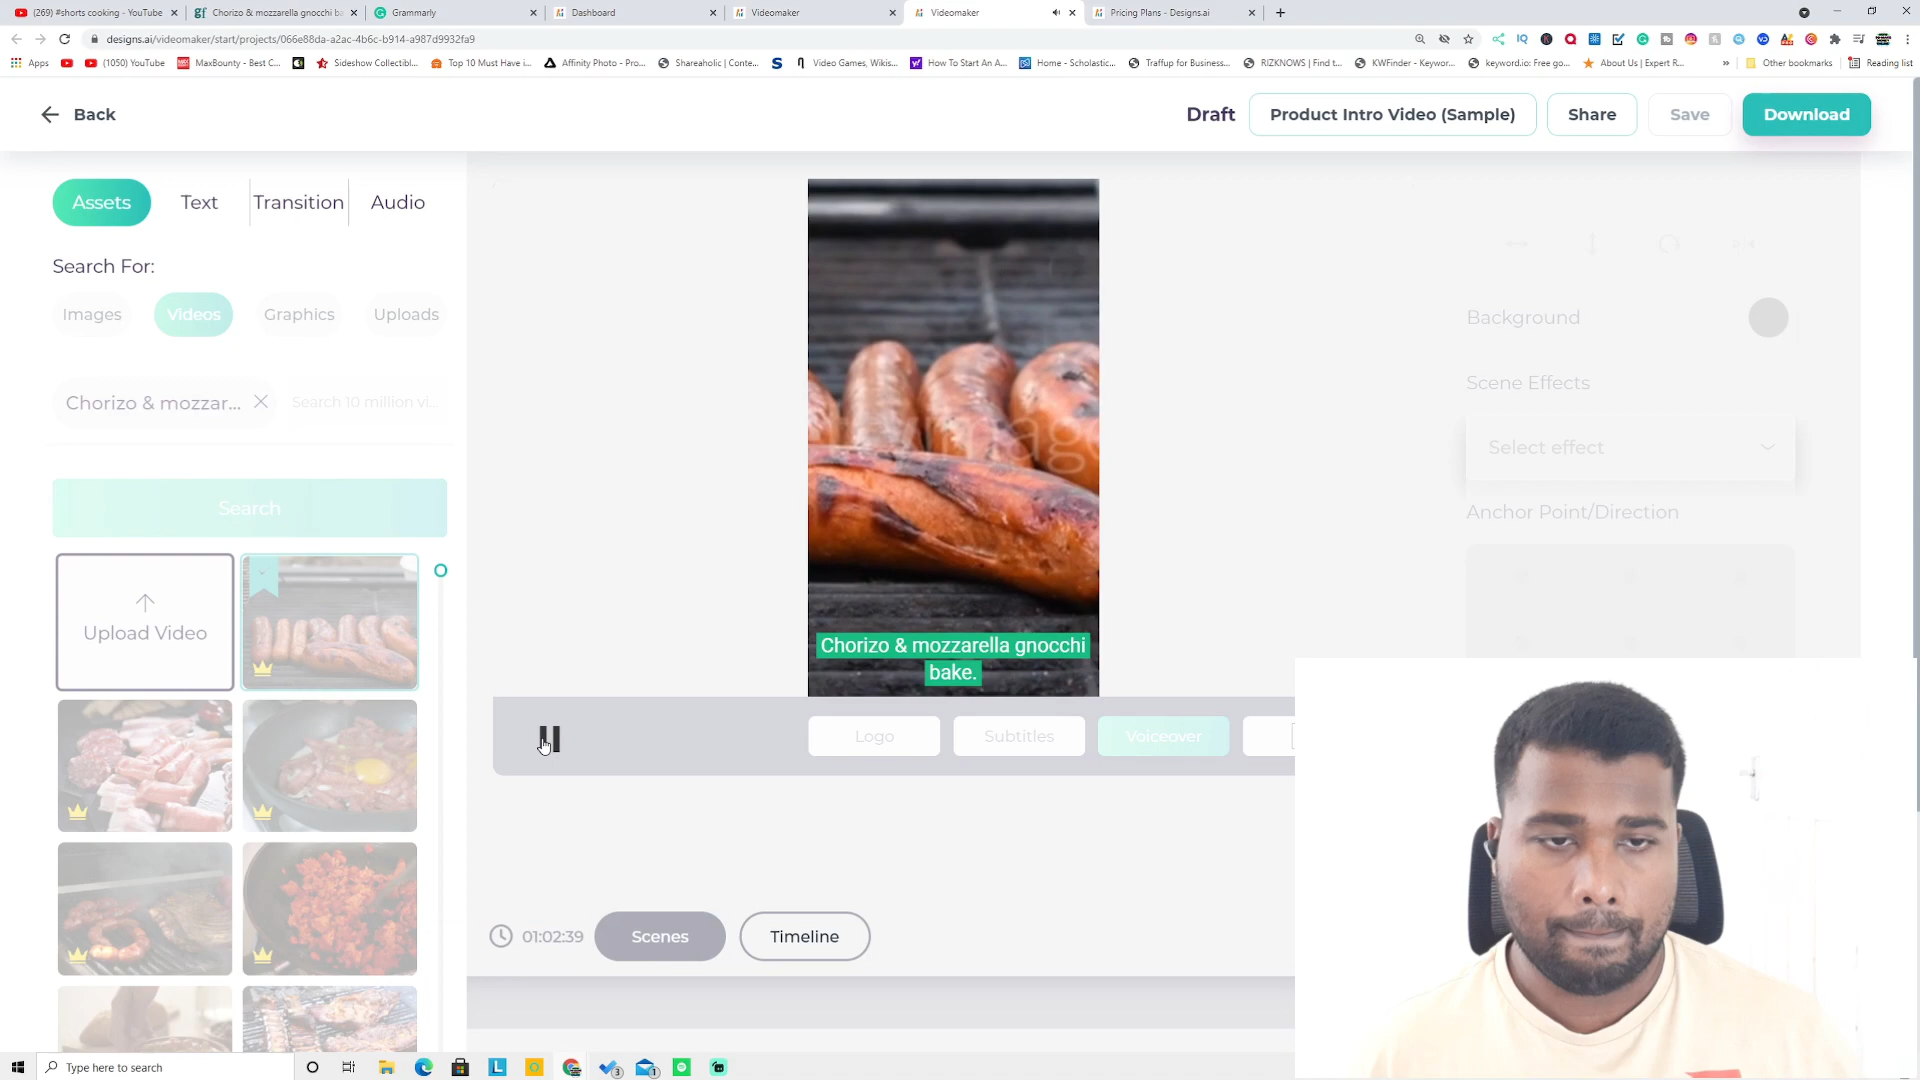 (269) #shorts cooking - YouTube
Chorizo & mozzarella gnocchi ba
Grammarly
Dashboard
Videomaker
Videomaker
Pricing Plans - Designs.ai
designs.ai/videomaker/start/projects/066e88da-a2ac-4b6c-b914-a987d9932fa9
Apps
(1050) YouTube
MaxBounty - Best C...
Sideshow Collectibl...
Top 10 Must Have i...
Affinity Photo - Pro...
Shareaholic | Conte...
Video Games, Wikis...
How To Start An A...
Home - Scholastic...
Traffup for Business...
RIZKNOWS | Find t...
KWFinder - Keywor...
keyword.io: Free go...
About Us | Expert R...
Other bookmarks
Reading list
Back
Draft
Product Intro Video (Sample)
Share
Save
Download
Assets
Text
Transition
Audio
Search For:
Images
Videos
Graphics
Uploads
Chorizo & mozzar...
Search 10 million vi...
Search
Upload Video
Background
Scene Effects
Select effect
Anchor Point/Direction
Chorizo & mozzarella gnocchi
bake.
Logo
Subtitles
Voiceover
01:02:39
Scenes
Timeline
Type here to search